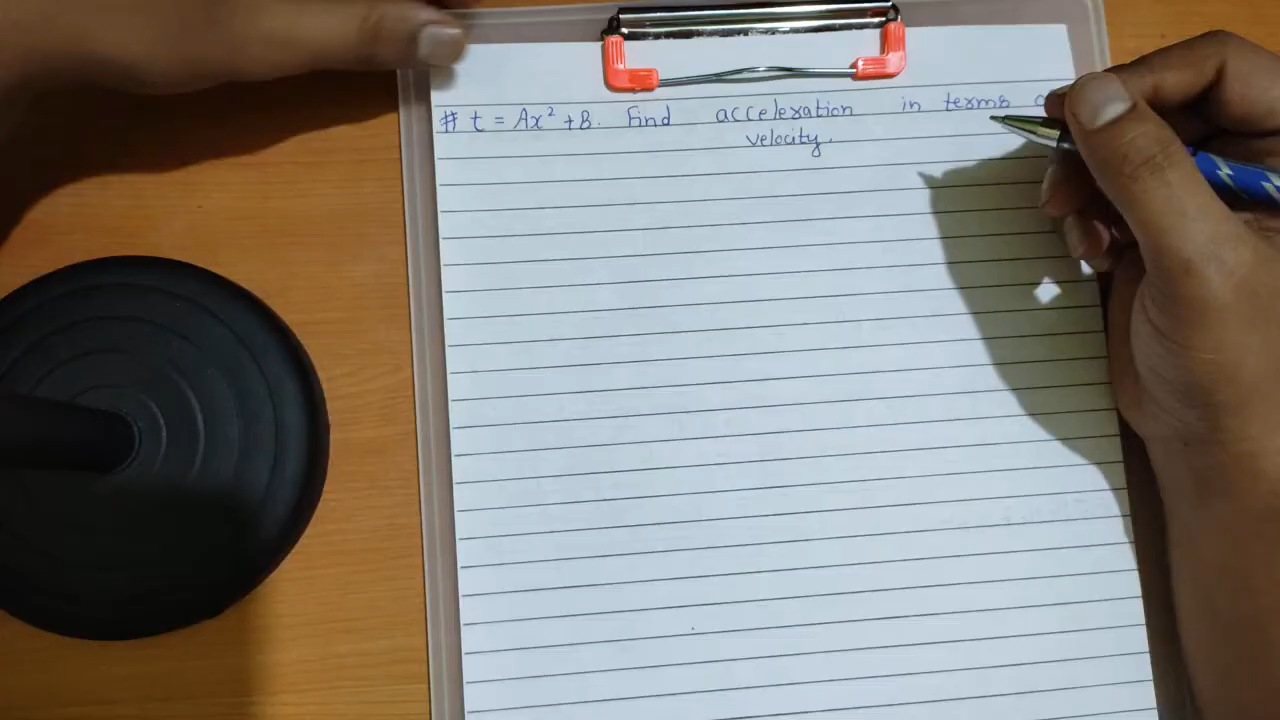 # t = Ax² + B. Find acceleration in terms
velocity.